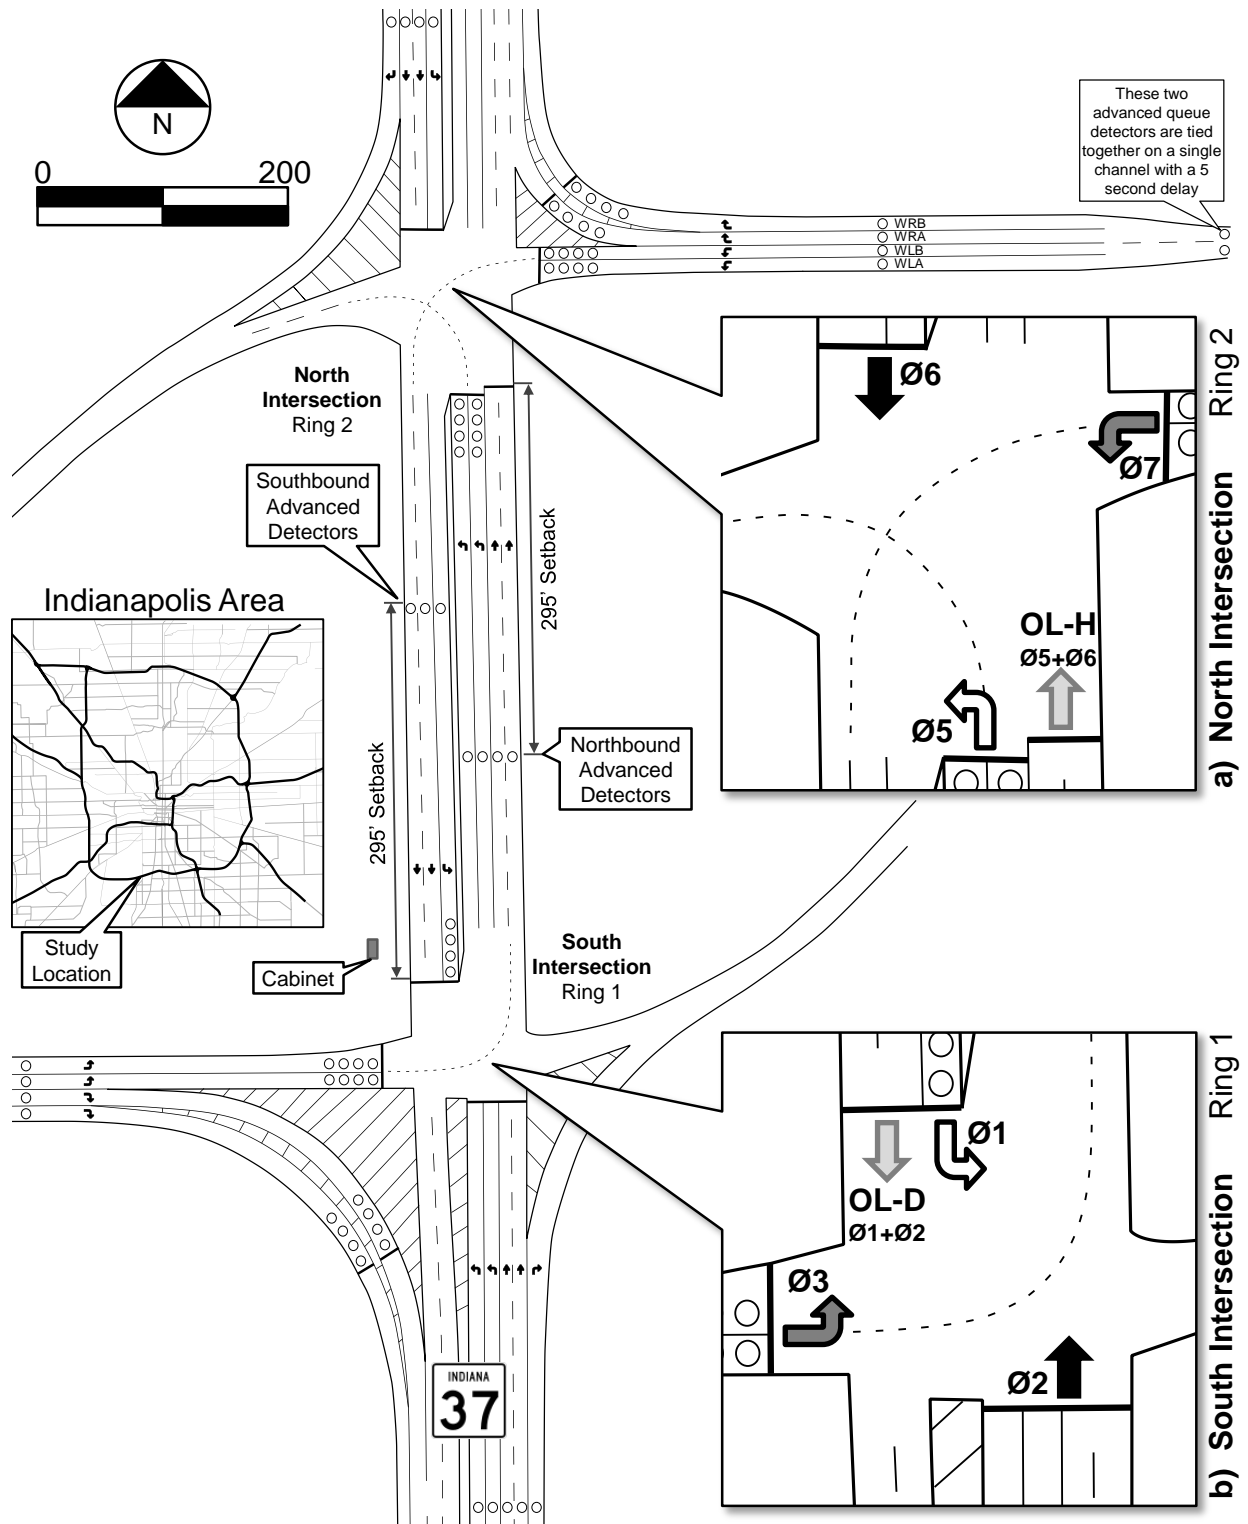 N
0 200
These two
advanced queue
detectors are tied
together on a single
channel with a 5
second delay
WRB
WRA
WLB
WLA
North
Intersection
Ring 2
Southbound
Advanced
Detectors
295' Setback
295' Setback
Northbound
Advanced
Detectors
Indianapolis Area
Study
Location
Cabinet
South
Intersection
Ring 1
Ø6
Ø7
OL-H
Ø5+Ø6
Ø5
a) North Intersection Ring 2
Ø1
OL-D
Ø1+Ø2
Ø3
Ø2
b) South Intersection Ring 1
INDIANA
37